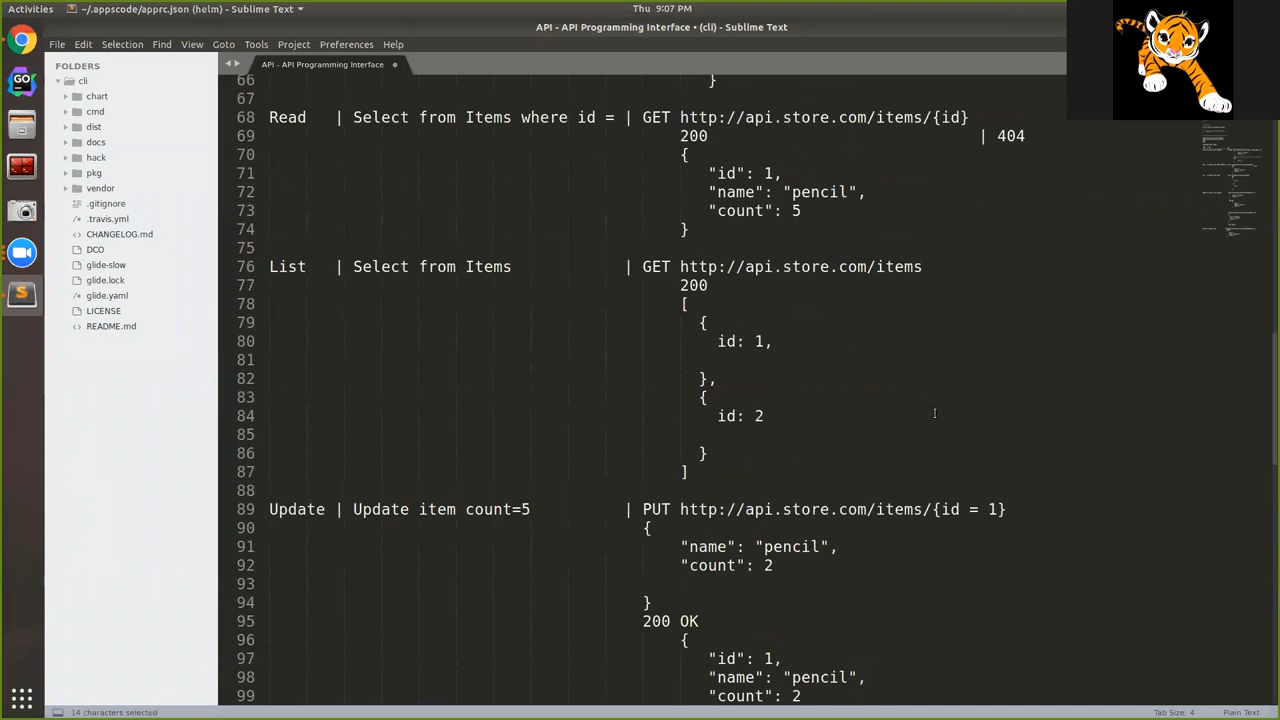 Activities
~/.appscode/apprc.json (helm) - Sublime Text
Thu 9:07 PM
API - API Programming Interface • (cli) - Sublime Text
File Edit Selection Find View Goto Tools Project Preferences Help
FOLDERS
cli
chart
cmd
dist
docs
hack
pkg
vendor
.gitignore
.travis.yml
CHANGELOG.md
DCO
glide-slow
glide.lock
glide.yaml
LICENSE
README.md
GO
API - API Programming Interface
66 }
67
68 Read | Select from Items where id = | GET http://api.store.com/items/{id}
69 200 | 404
70 {
71 "id": 1,
72 "name": "pencil",
73 "count": 5
74 }
75
76 List | Select from Items | GET http://api.store.com/items
77 200
78 [
79 {
80 id: 1,
81
82 },
83 {
84 id: 2
85
86 }
87 ]
88
89 Update | Update item count=5 | PUT http://api.store.com/items/{id = 1}
90 {
91 "name": "pencil",
92 "count": 2
93
94 }
95 200 OK
96 {
97 "id": 1,
98 "name": "pencil",
99 "count": 2
14 characters selected
Tab Size: 4
Plain Text